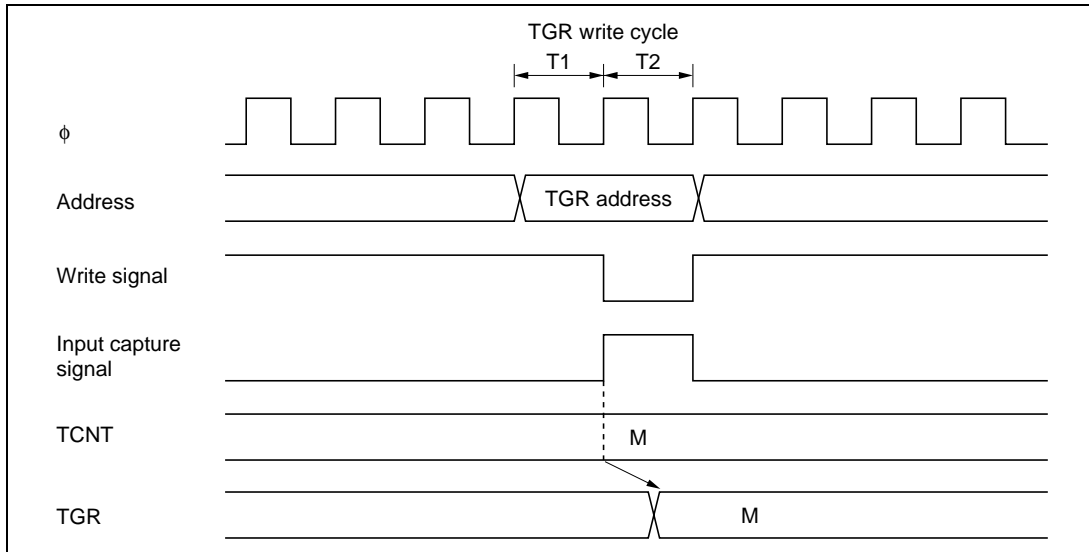 TGR write cycle
T1 T2
ϕ
Address
TGR address
Write signal
Input capture
signal
TCNT
M
TGR
M